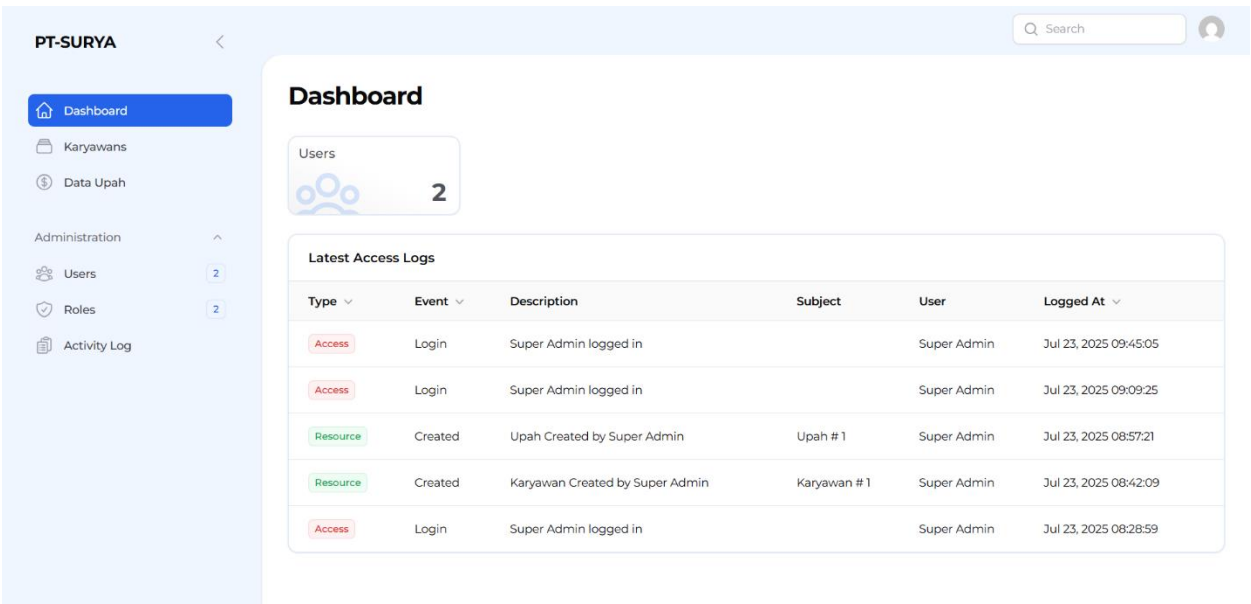 PT-SURYA
Search
Dashboard
Karyawans
Data Upah
Administration
Users 2
Roles 2
Activity Log
Dashboard
Users
2
Latest Access Logs
Type Event Description Subject User Logged At
Access Login Super Admin logged in Super Admin Jul 23, 2025 09:45:05
Access Login Super Admin logged in Super Admin Jul 23, 2025 09:09:25
Resource Created Upah Created by Super Admin Upah # 1 Super Admin Jul 23, 2025 08:57:21
Resource Created Karyawan Created by Super Admin Karyawan # 1 Super Admin Jul 23, 2025 08:42:09
Access Login Super Admin logged in Super Admin Jul 23, 2025 08:28:59